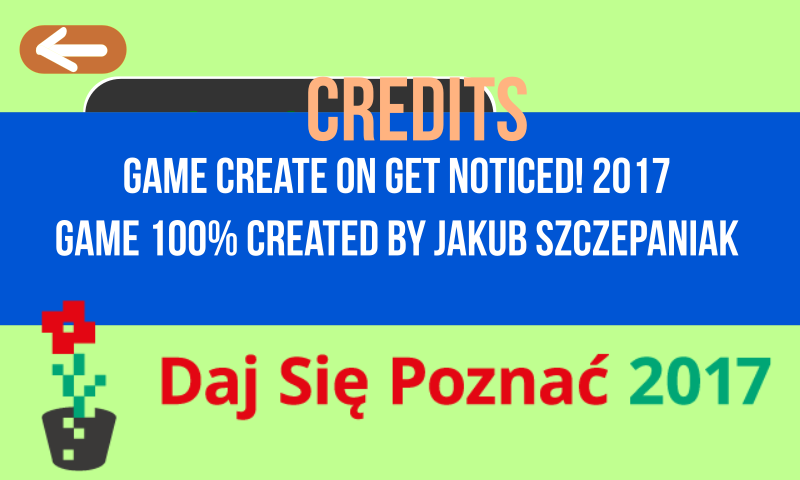 CREDITS
GAME CREATE ON GET NOTICED! 2017
GAME 100% CREATED BY JAKUB SZCZEPANIAK
Daj Się Poznać 2017